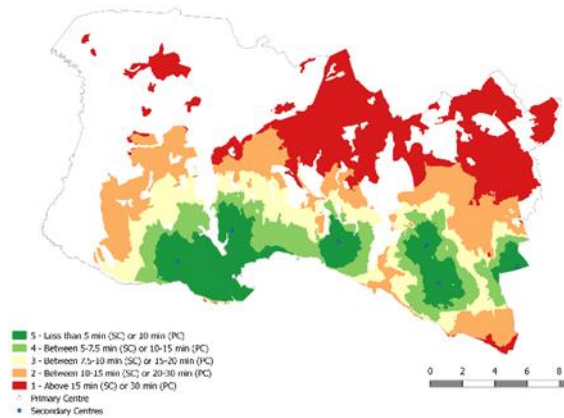 5 - Less than 5 min (SC) or 10 min (PC)
4 - Between 5-7.5 min (SC) or 10-15 min (PC)
3 - Between 7.5-10 min (SC) or 15-20 min (PC)
2 - Between 10-15 min (SC) or 20-30 min (PC)
1 - Above 15 min (SC) or 30 min (PC)
Primary Centre
Secondary Centres
0 2 4 6 8